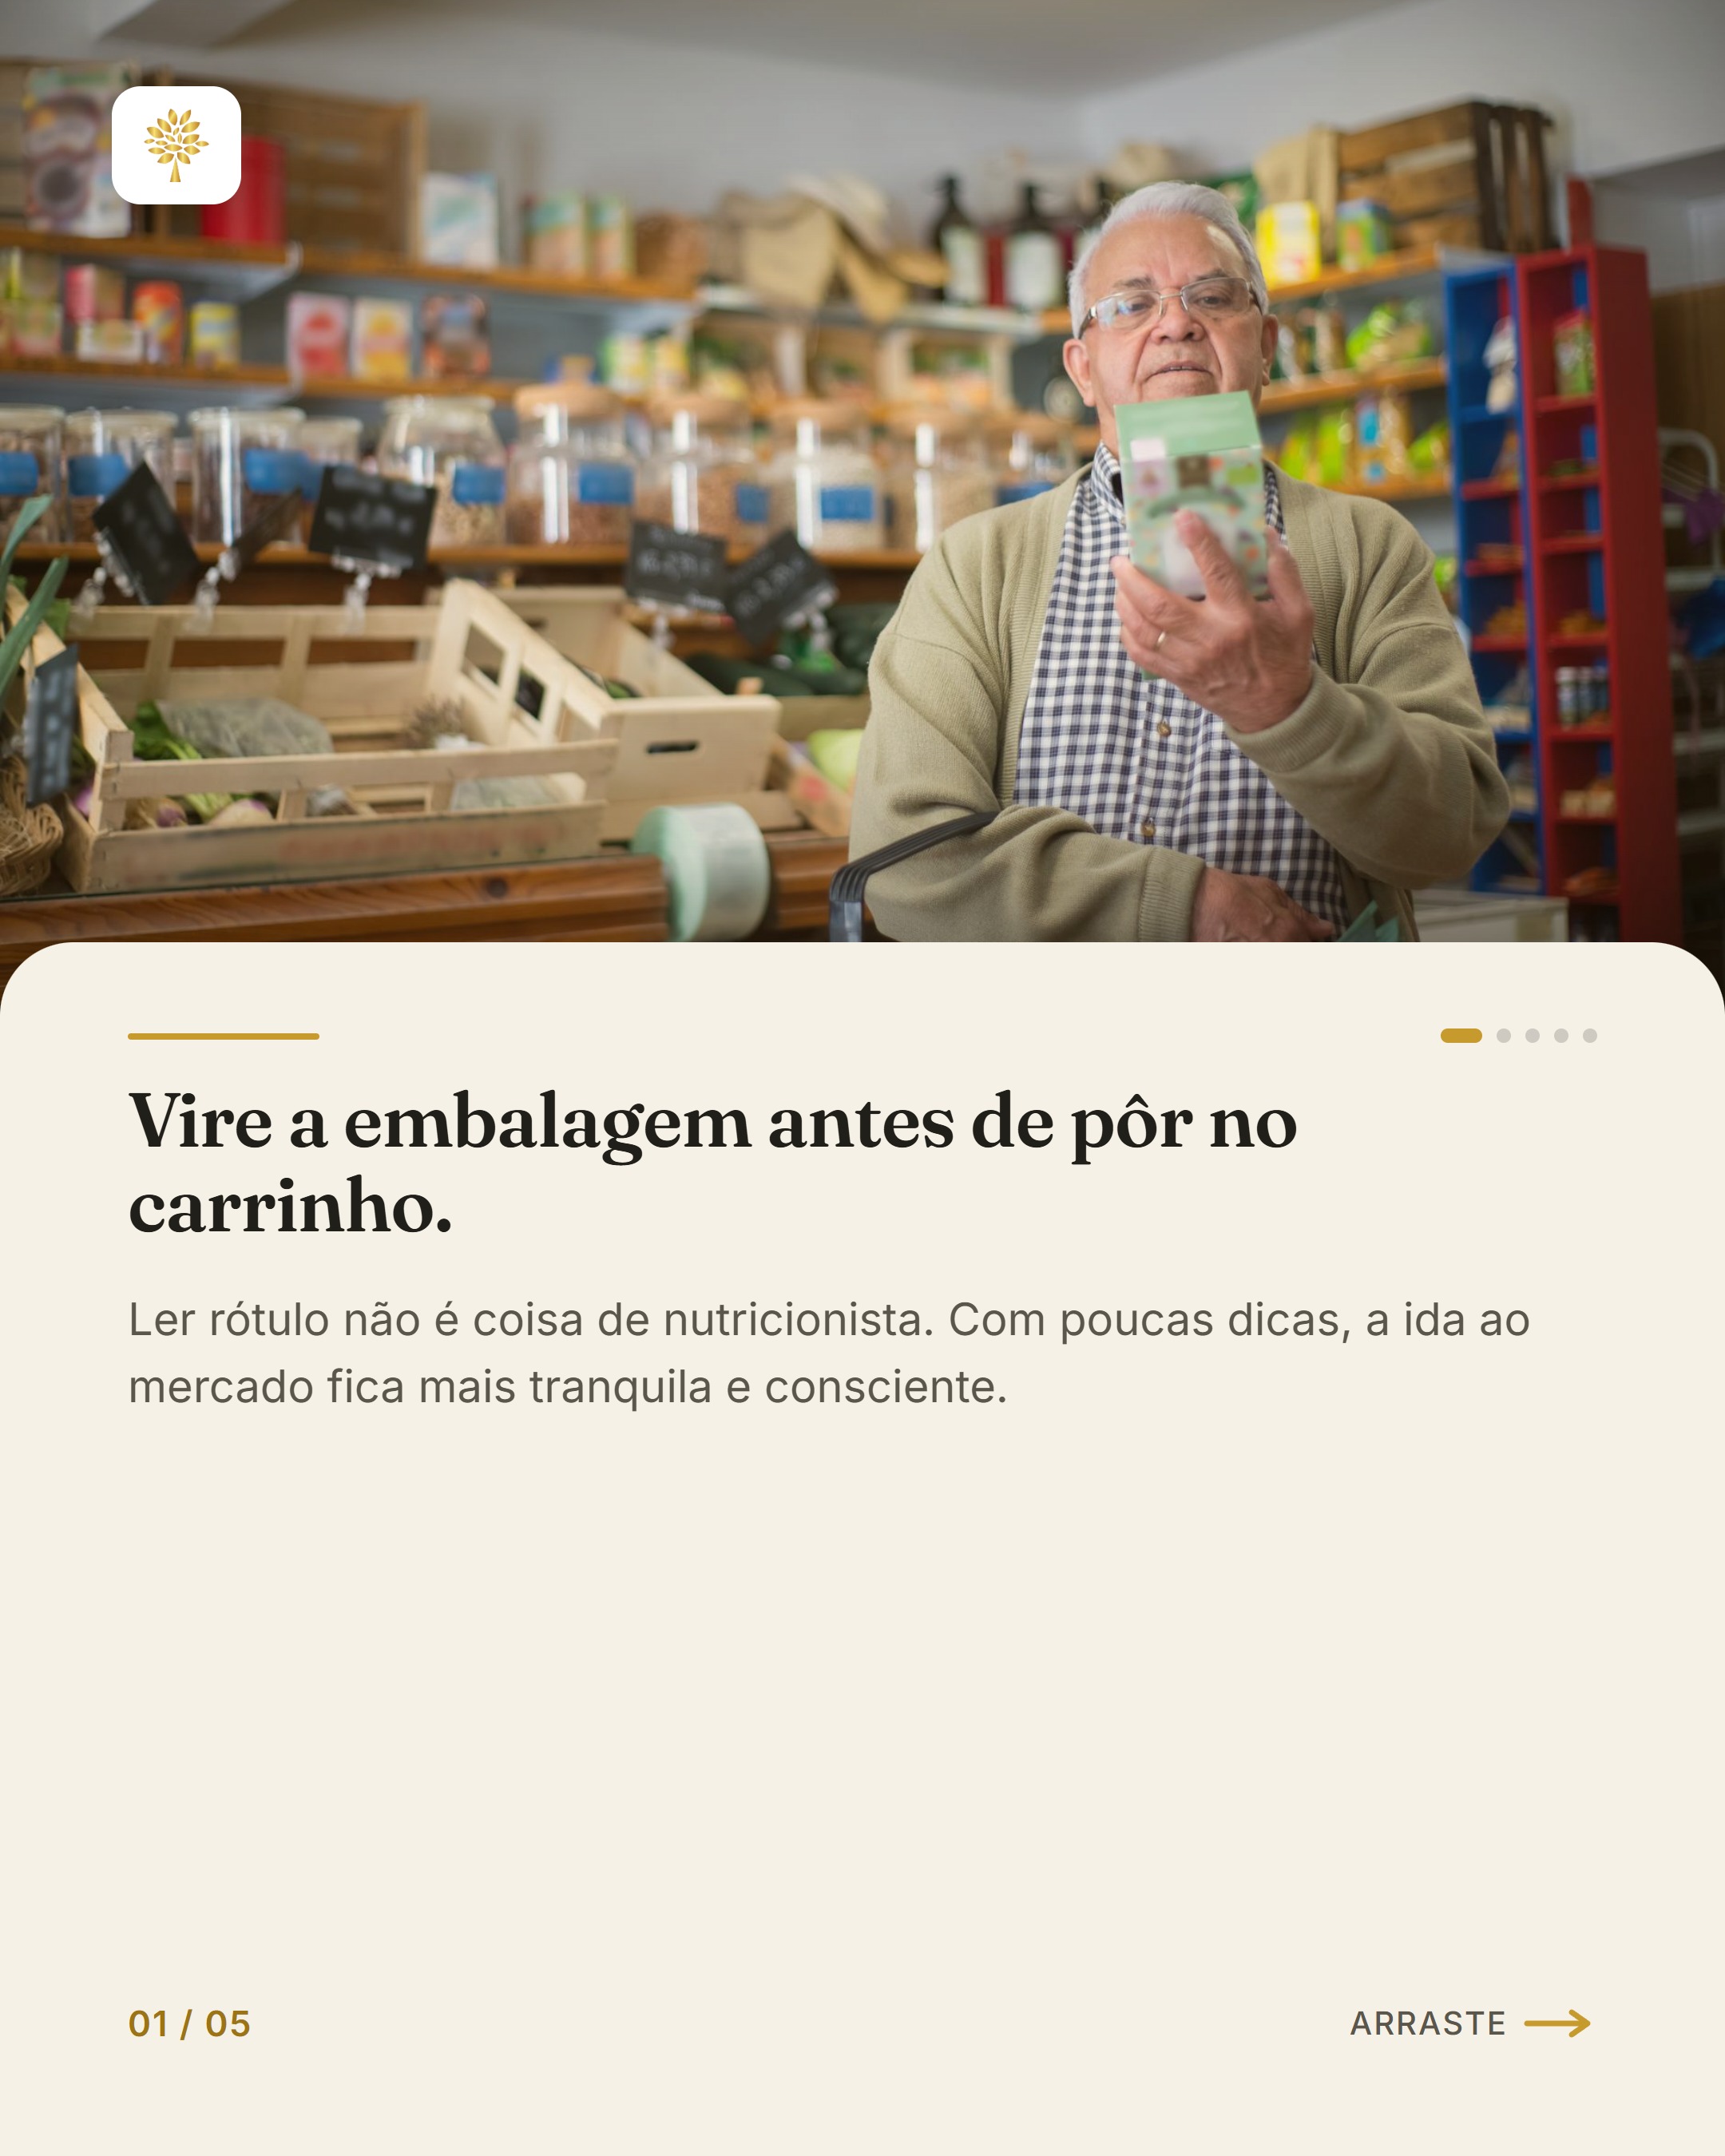 Vire a embalagem antes de pôr no
carrinho.
Ler rótulo não é coisa de nutricionista. Com poucas dicas, a ida ao
mercado fica mais tranquila e consciente.
01 / 05
ARRASTE